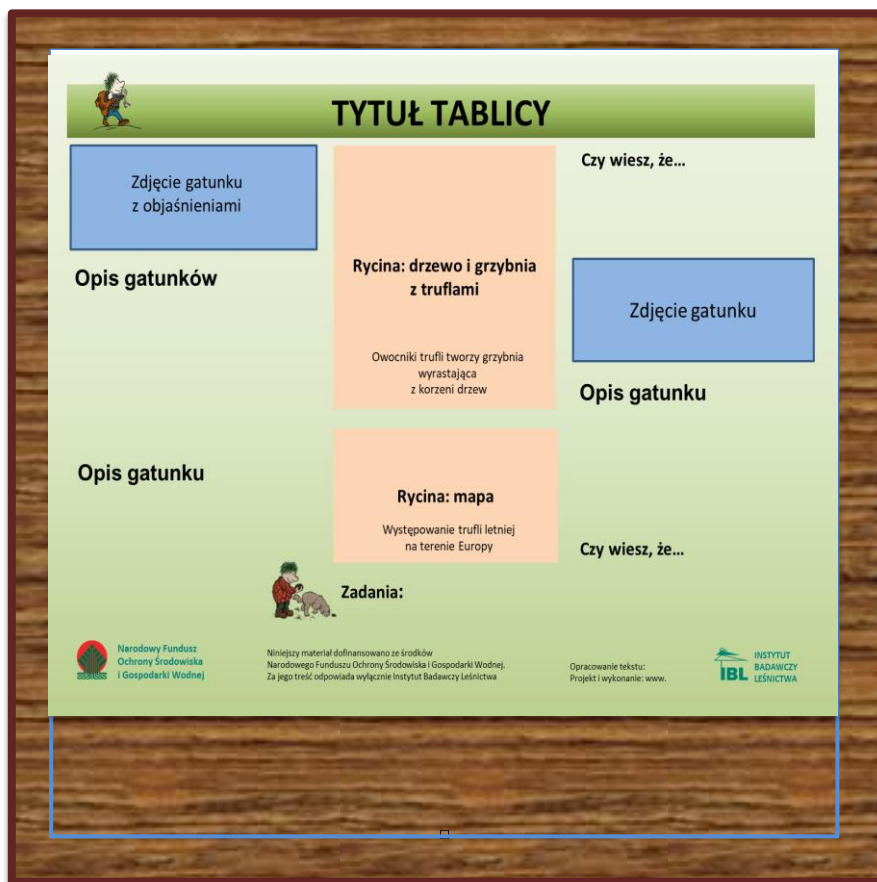 TYTUŁ TABLICY
Zdjęcie gatunku
z objaśnieniami
Opis gatunków
Opis gatunku
Rycina: drzewo i grzybnia
z truflami
Owocniki trufli tworzy grzybnia
wyrastająca
z korzeni drzew
Rycina: mapa
Występowanie trufli letniej
na terenie Europy
Czy wiesz, że...
Zdjęcie gatunku
Opis gatunku
Czy wiesz, że...
Zadania:
Narodowy Fundusz
Ochrony Środowiska
i Gospodarki Wodnej
Niniejszy materiał dofinansowano ze środków
Narodowego Funduszu Ochrony Środowiska i Gospodarki Wodnej.
Za jego treść odpowiada wyłącznie Instytut Badawczy Leśnictwa
Opracowanie tekstu:
Projekt i wykonanie: www.
IBL
INSTYTUT
BADAWCZY
LEŚNICTWA